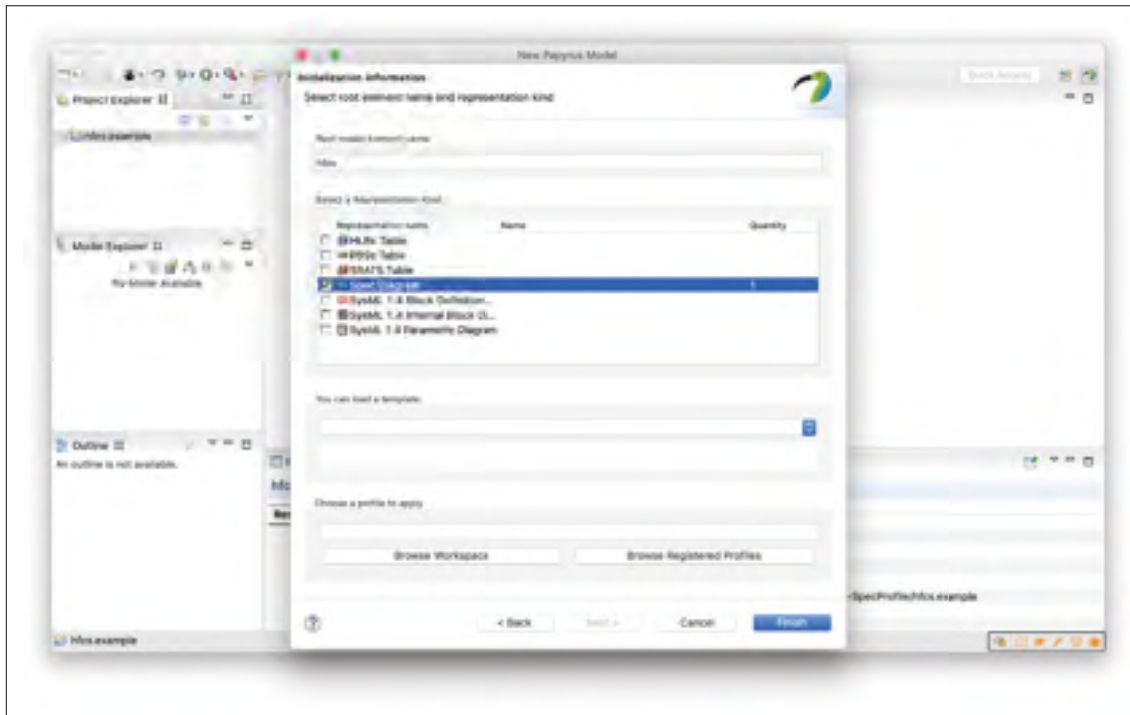 New Papyrus Model
Initialization Information
Select root element name and representation kind
Quick Access
Project Explorer
hfcs.example
Root model element name
hfcs
Select a Representation Kind:
Representation name Name Quantity
HLRs Table
Table
Table
Spec Diagram 1
SysML 1.4 Block Definition...
SysML 1.4 Internal Block Di...
SysML 1.4 Parametric Diagram
Model Explorer
No Model Available
You can load a template:
Outline
An outline is not available.
Choose a profile to apply
Browse Workspace Browse Registered Profiles
-SpecProfile/hfcs.example
< Back Next > Cancel Finish
hfcs.example